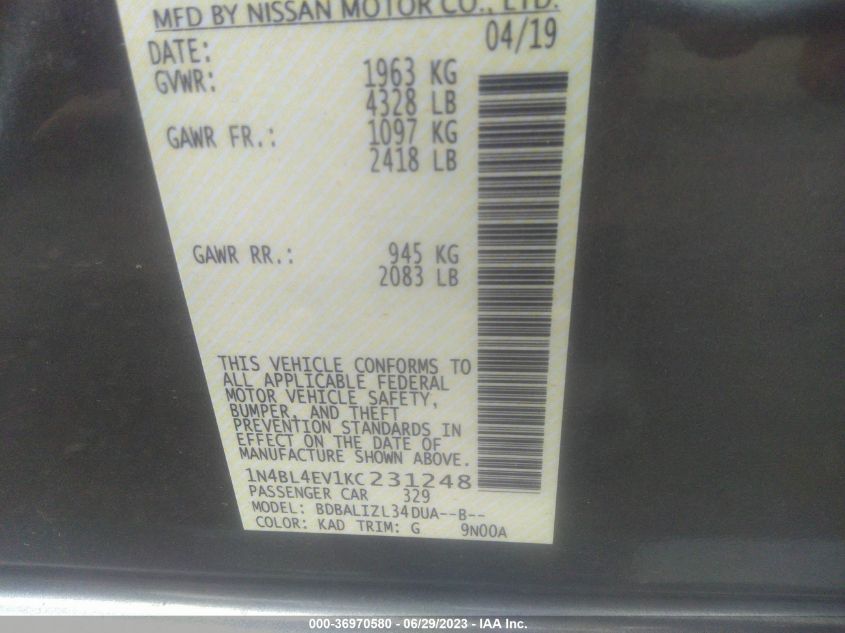 MFD BY NISSAN MOTOR CO., LTD.
DATE: 04/19
GVWR: 1963 KG
4328 LB
GAWR FR.: 1097 KG
2418 LB
GAWR RR.: 945 KG
2083 LB
THIS VEHICLE CONFORMS TO
ALL APPLICABLE FEDERAL
MOTOR VEHICLE SAFETY,
BUMPER, AND THEFT
PREVENTION STANDARDS IN
EFFECT ON THE DATE OF
MANUFACTURE SHOWN ABOVE.
1N4BL4EV1KC231248
PASSENGER CAR 329
MODEL: BDBALIZL34DUA--B--
COLOR: KAD TRIM: G 9N00A
000-36970580 - 06/29/2023 - IAA Inc.